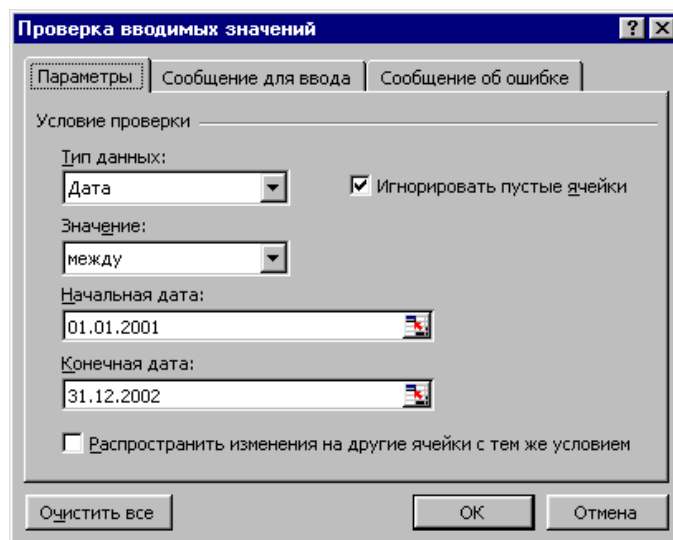 Проверка вводимых значений
Параметры Сообщение для ввода Сообщение об ошибке
Условие проверки
Тип данных:
Дата Игнорировать пустые ячейки
Значение:
между
Начальная дата:
01.01.2001
Конечная дата:
31.12.2002
Распространить изменения на другие ячейки с тем же условием
Очистить все ОК Отмена